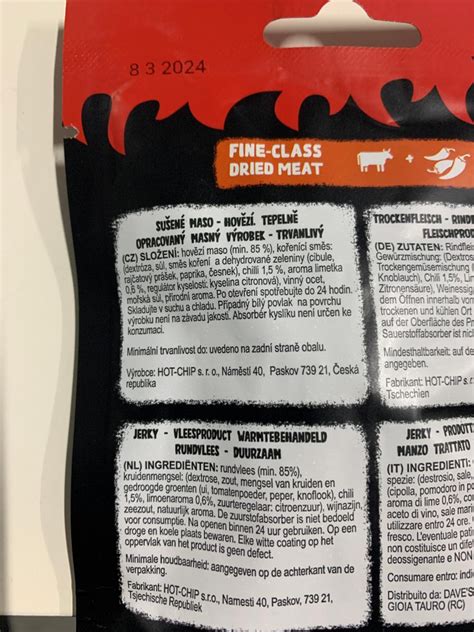 8 3 2024
FINE-CLASS
DRIED MEAT
+
SUŠENÉ MASO - HOVĚZÍ. TEPELNĚ
OPRACOVANÝ MASNÝ VÝROBEK - TRVANLIVÝ
(CZ) SLOŽENÍ: hovězí maso (min. 85 %), kořenící směs:
(dextróza, sůl, směs koření a dehydrované zeleniny (cibule,
rajčatový prášek, paprika, česnek), chilli 1,5 %, aroma limetka
0,6 %, regulátor kyselosti: kyselina citronová), vinný ocet,
mořská sůl, přírodní aroma. Po otevření spotřebujte do 24 hodin.
Skladujte v suchu a chladu. Případný bílý povlak na povrchu
výrobku není na závadu jakosti. Absorbér kyslíku není určen ke
konzumaci.
Minimální trvanlivost do: uvedeno na zadní straně obalu.
Výrobce: HOT-CHIP s. r. o., Náměstí 40, Paskov 739 21, Česká
republika
TROCKENFLEISCH - RIND
FLEISCHPROD
(DE) ZUTATEN: Rindfleis
Gewürzmischung: (Dextros
Trockengemüsemischung (
Knoblauch), Chili 1,5%, Lim
Zitronensäure), Weinessig,
dem Öffnen innerhalb von
trockenen und kühlen Ort
auf der Oberfläche des Pr
Sauerstoffabsorber ist nich
Mindesthaltbarkeit: auf de
angegeben.
Fabrikant: HOT-CHIP s.r.
Tschechien
JERKY - VLEESPRODUCT WARMTEBEHANDELD
RUNDVLEES - DUURZAAM
(NL) INGREDIËNTEN: rundvlees (min. 85%),
kruidenmengsel: (dextrose, zout, mengsel van kruiden en
gedroogde groenten (ui, tomatenpoeder, peper, knoflook), chili
1,5%, limoenaroma 0,6%, zuurteregelaar: citroenzuur), wijnazijn,
zeezout, natuurlijk aroma. De zuurstofabsorber is niet bedoeld
voor consumptie. Na openen binnen 24 uur gebruiken. Op een
droge en koele plaats bewaren. Elke witte coating op het
oppervlak van het product is geen defect.
Minimale houdbaarheid: aangegeven op de achterkant van de
verpakking.
Fabrikant: HOT-CHIP s.r.o., Náměstí 40, Paskov, 739 21,
Tsjechische Republiek
JERKY - PRODOTT
MANZO TRATTATO
(IT) INGREDIENTI:
spezie: (destrosio, sale,
(cipolla, pomodoro in po
aroma di lime 0,6%,
aceto di vino, sale mari
utilizzare entro 24 ore.
fresco. L'eventuale patin
non costituisce un difet
deossigenante e NON
Consumare entro: indic
Distribuito da: DAVE'S
GIOIA TAURO (RC)